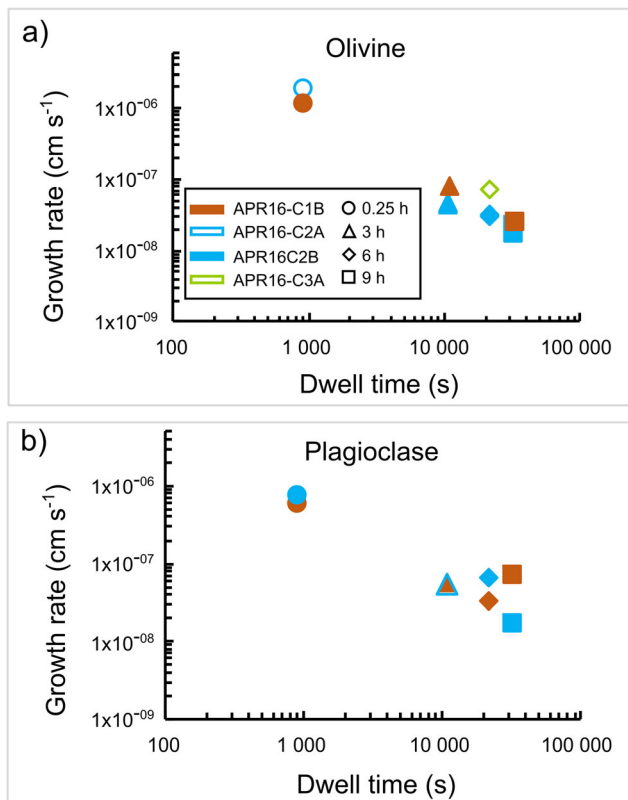 a)
Olivine
Growth rate (cm s⁻¹)
1x10⁻⁰⁶
1x10⁻⁰⁷
1x10⁻⁰⁸
1x10⁻⁰⁹
APR16-C1B
0.25 h
APR16-C2A
3 h
APR16C2B
6 h
APR16-C3A
9 h
100
1 000
10 000
100 000
Dwell time (s)
b)
Plagioclase
Growth rate (cm s⁻¹)
1x10⁻⁰⁶
1x10⁻⁰⁷
1x10⁻⁰⁸
1x10⁻⁰⁹
100
1 000
10 000
100 000
Dwell time (s)